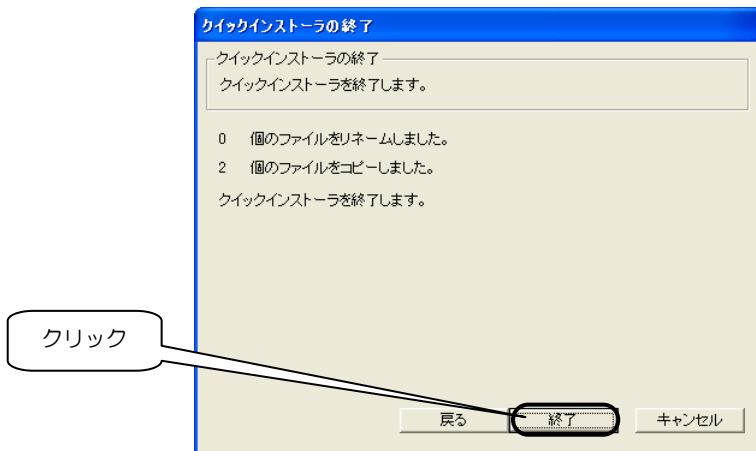 クイックインストーラの終了
クイックインストーラの終了
クイックインストーラを終了します。
0 個のファイルをリネームしました。
2 個のファイルをコピーしました。
クイックインストーラを終了します。
クリック
戻る 終了 キャンセル